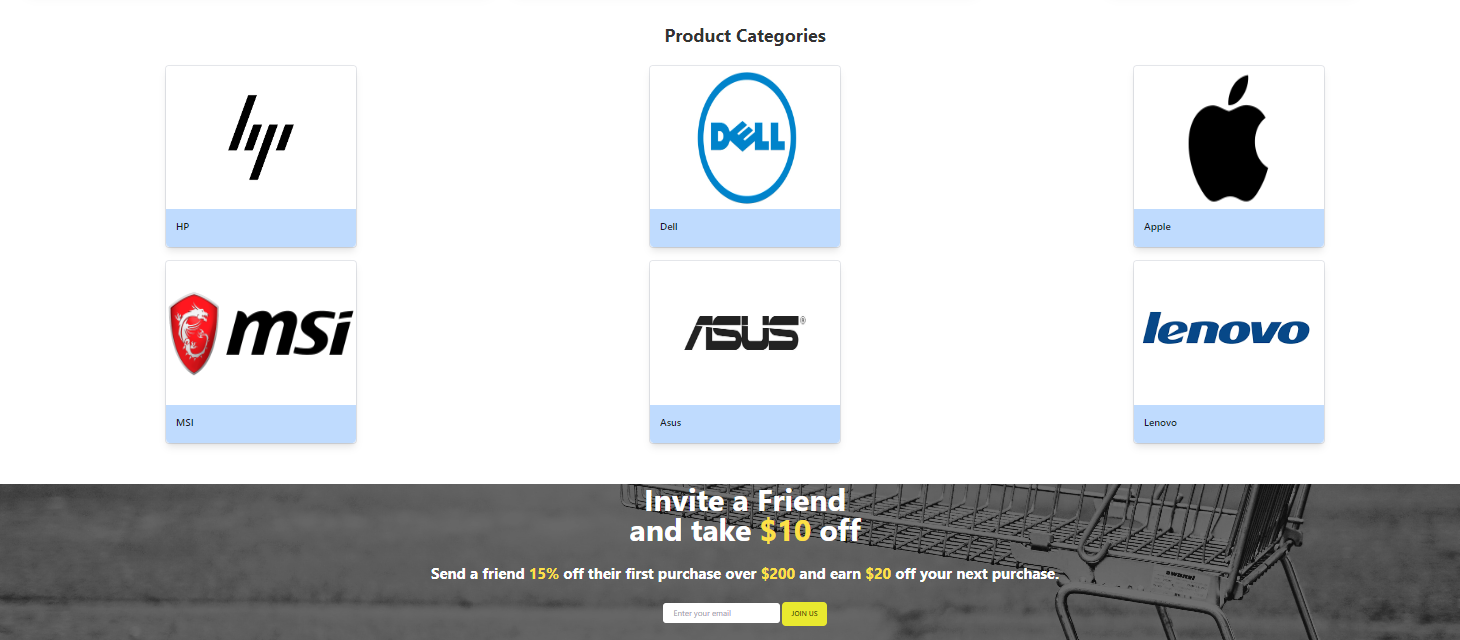 Product Categories
hp
DELL
HP
Dell
Apple
msi
ASUS®
lenovo
MSI
Asus
Lenovo
Invite a Friend
and take $10 off
Send a friend 15% off their first purchase over $200 and earn $20 off your next purchase.
Enter your email
JOIN US